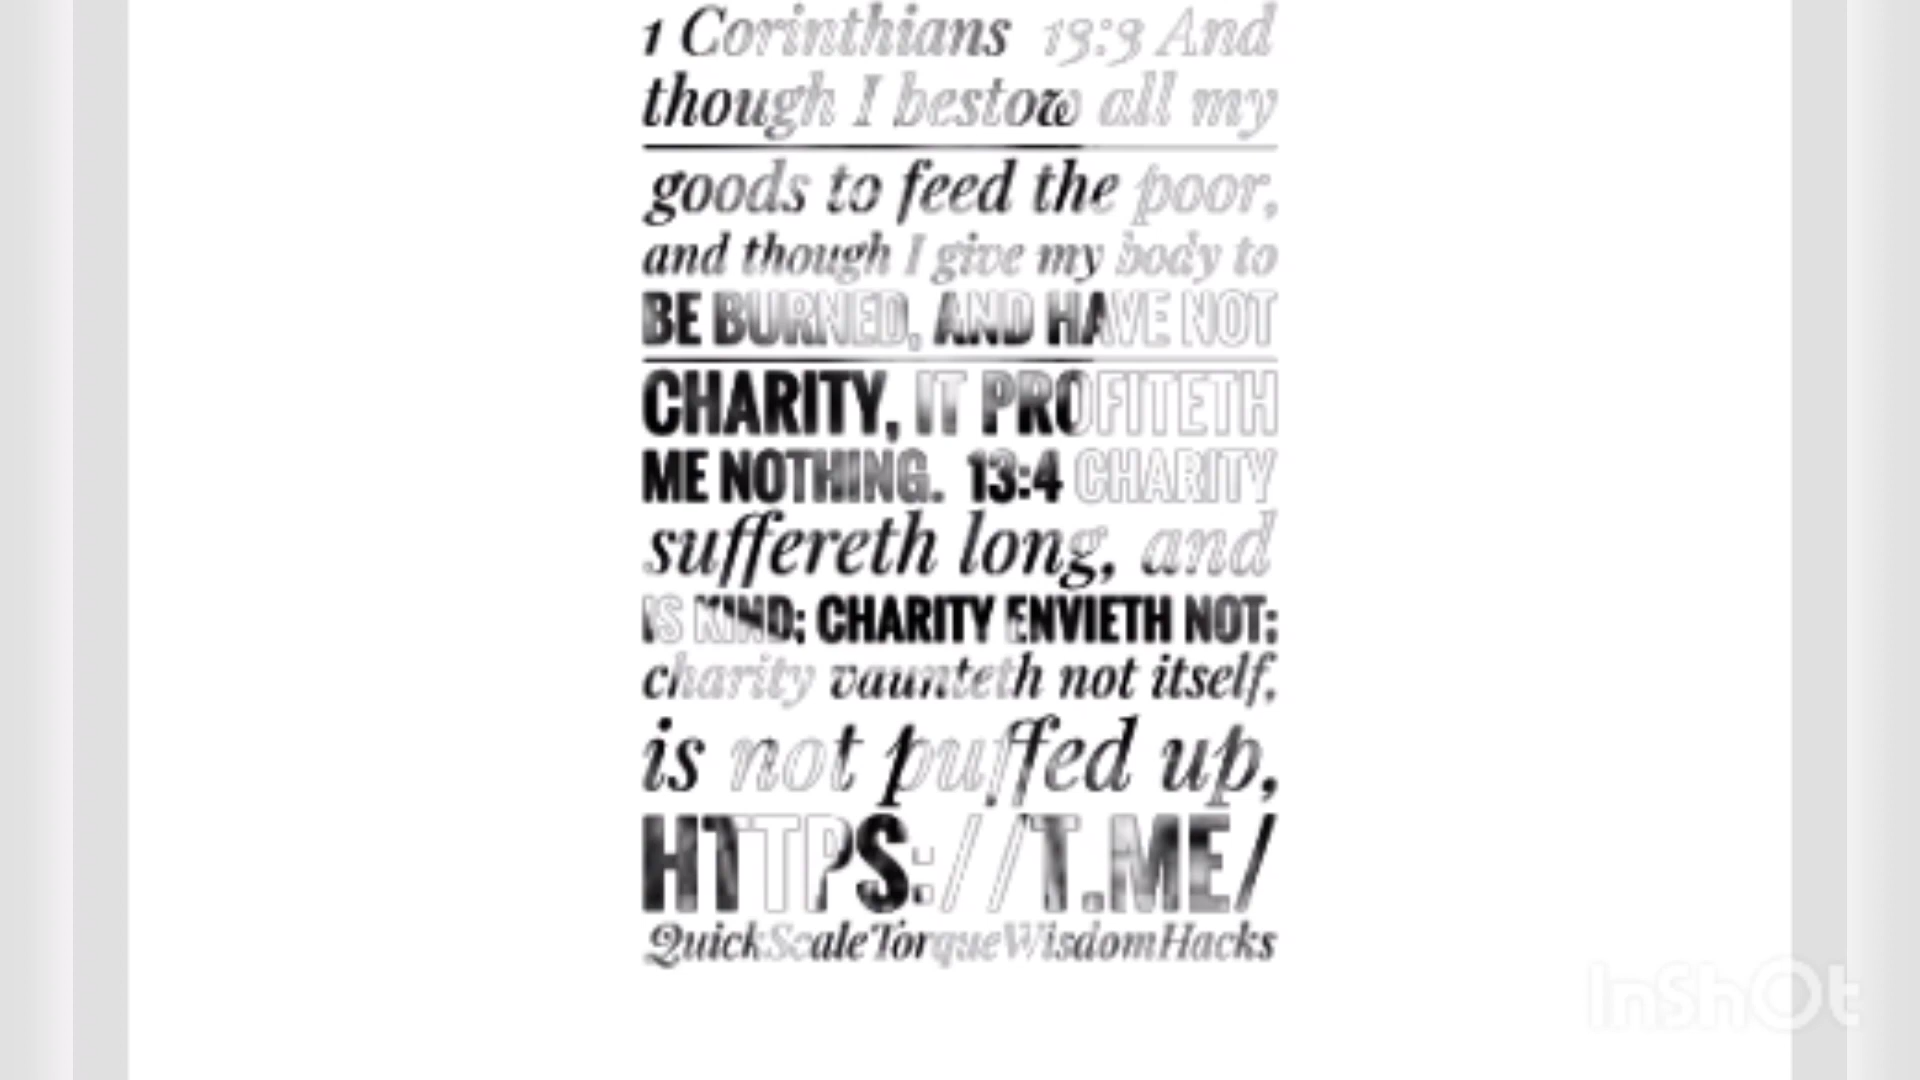 1 Corinthians 13:3 And
though I bestow all my
goods to feed the poor,
and though I give my body to
BE BURNED, AND HAVE NOT
CHARITY, IT PROFITETH
ME NOTHING. 13:4 CHARITY
suffereth long, and
IS KIND; CHARITY ENVIETH NOT;
charity vaunteth not itself,
is not puffed up,
HTTPS://T.ME/
QuickScaleTorqueWisdomHacks
InShOt